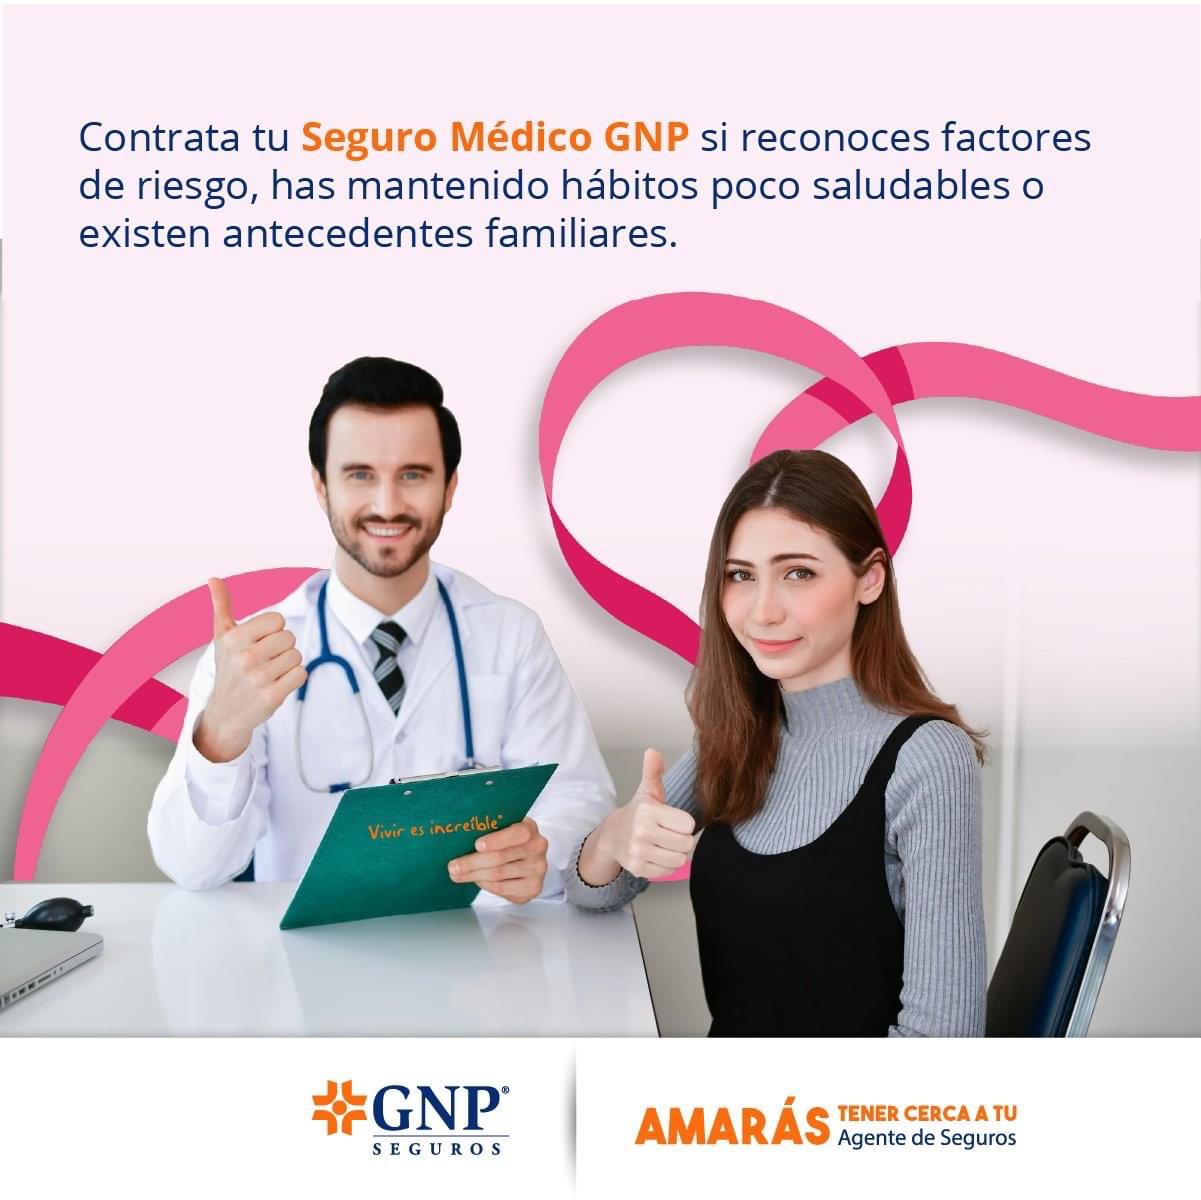 Contrata tu Seguro Médico GNP si reconoces factores
de riesgo, has mantenido hábitos poco saludables o
existen antecedentes familiares.
Vivir es increíble®
GNP®
SEGUROS
AMARÁS TENER CERCA A TU
Agente de Seguros